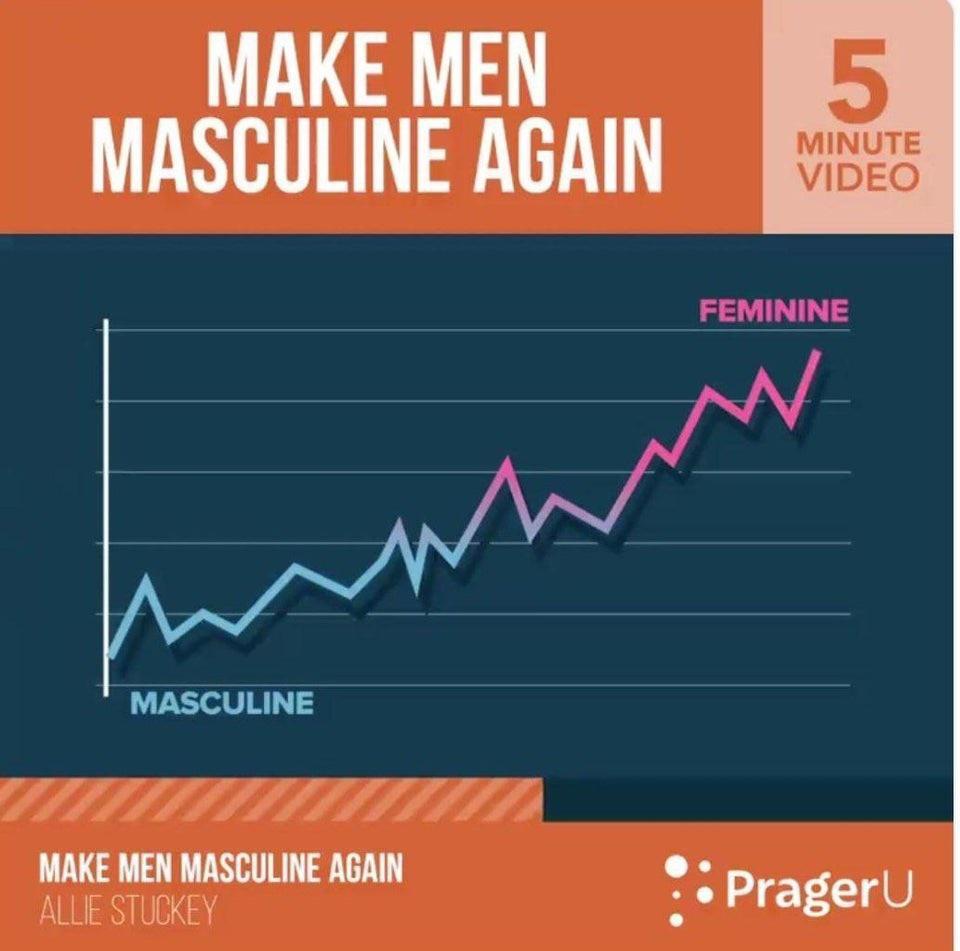 MAKE MEN
MASCULINE AGAIN
5
MINUTE
VIDEO
FEMININE
MASCULINE
MAKE MEN MASCULINE AGAIN
ALLIE STUCKEY
PragerU